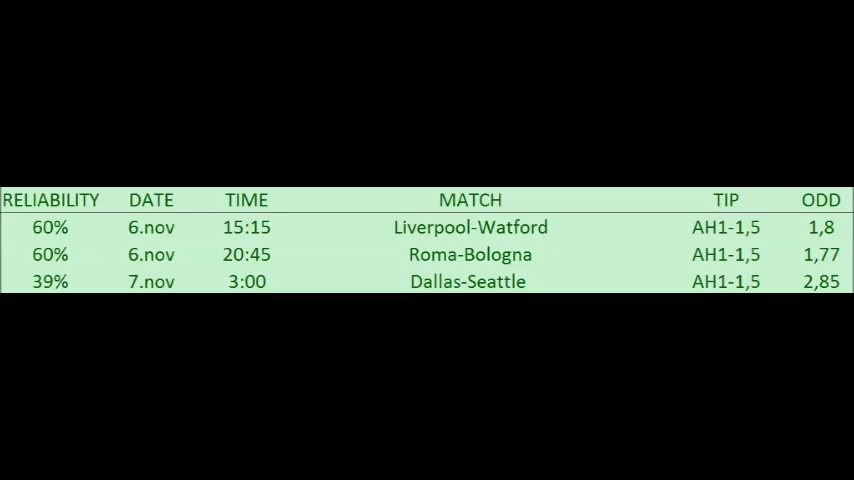 RELIABILITY DATE TIME MATCH TIP ODD
60% 6.nov 15:15 Liverpool-Watford AH1-1,5 1,8
60% 6.nov 20:45 Roma-Bologna AH1-1,5 1,77
39% 7.nov 3:00 Dallas-Seattle AH1-1,5 2,85